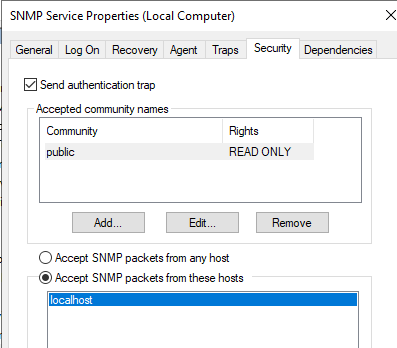 SNMP Service Properties (Local Computer)
General Log On Recovery Agent Traps Security Dependencies
Send authentication trap
Accepted community names
Community Rights
public READ ONLY
Add... Edit... Remove
Accept SNMP packets from any host
Accept SNMP packets from these hosts
localhost